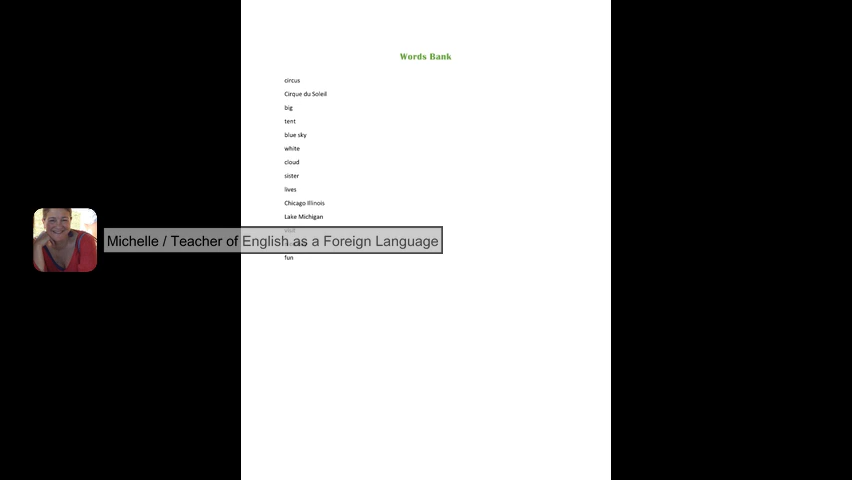 Words Bank
circus
Cirque du Soleil
big
tent
blue sky
white
cloud
sister
lives
Chicago Illinois
Lake Michigan
visit
Michelle / Teacher of English as a Foreign Language
fun